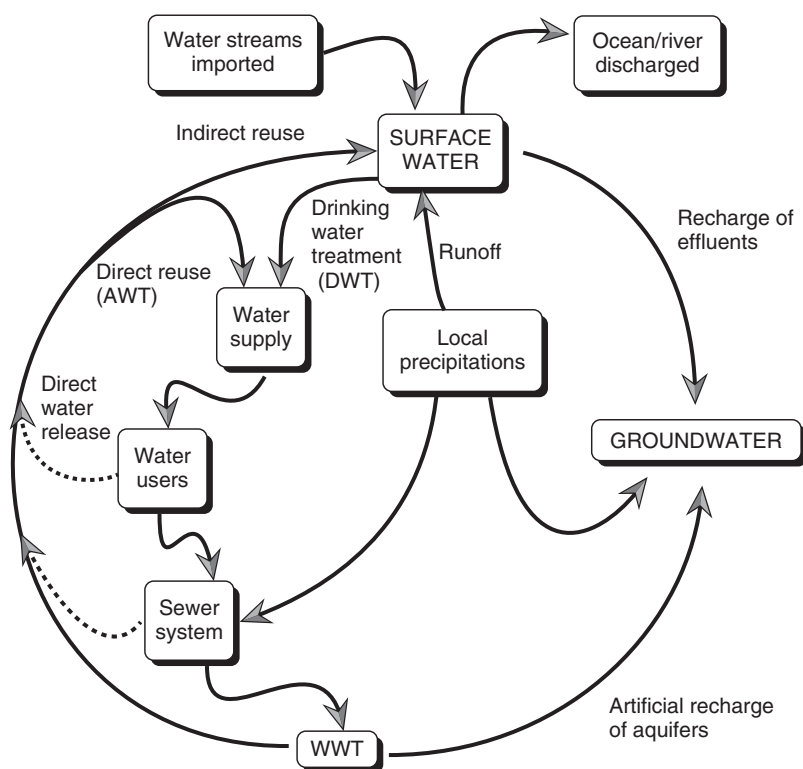 Water streams
imported
Ocean/river
discharged
Indirect reuse
SURFACE
WATER
Drinking
water
treatment
(DWT)
Runoff
Recharge of
effluents
Direct reuse
(AWT)
Water
supply
Local
precipitations
Direct
water
release
Water
users
GROUNDWATER
Sewer
system
Artificial recharge
of aquifers
WWT